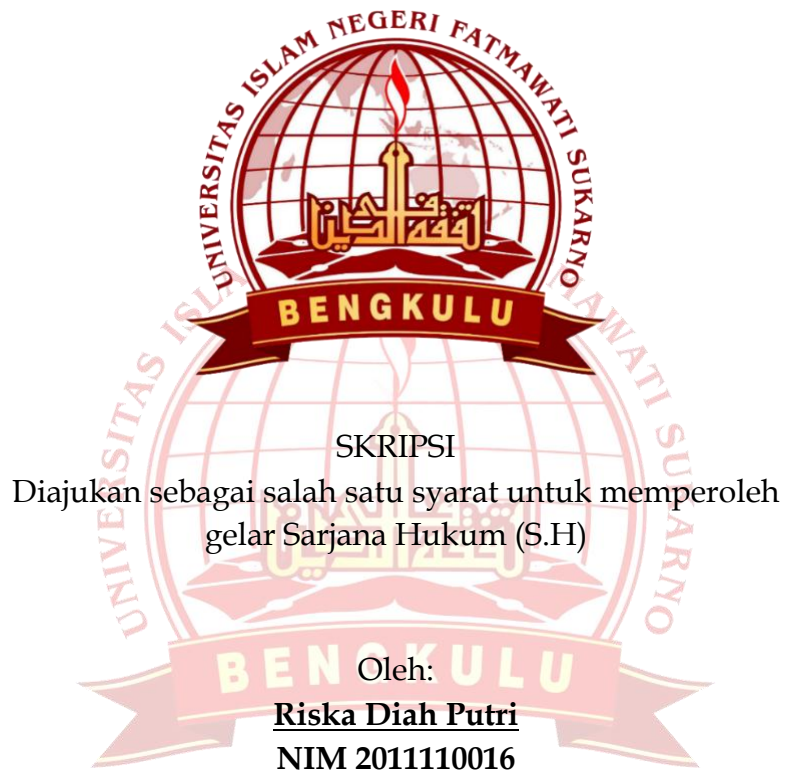 UNIVERSITAS ISLAM NEGERI FATMAWATI SUKARNO
BENGKULU
SKRIPSI
Diajukan sebagai salah satu syarat untuk memperoleh
gelar Sarjana Hukum (S.H)
Oleh:
Riska Diah Putri
NIM 2011110016